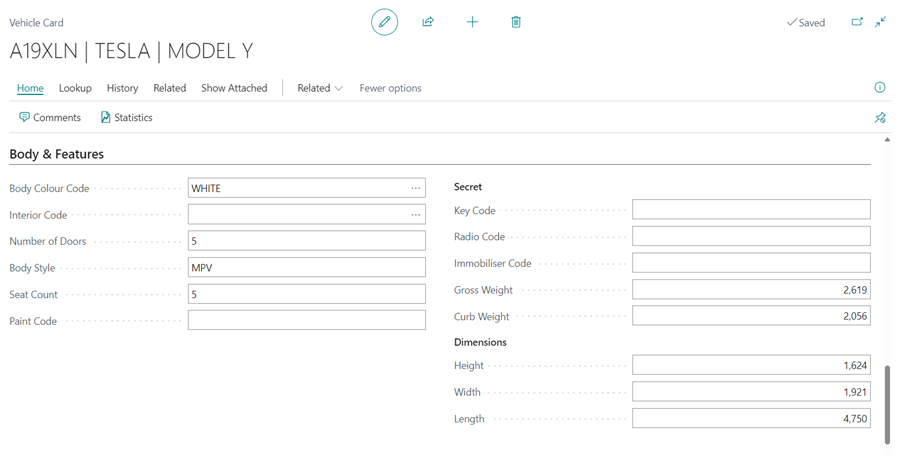 Vehicle Card
Saved
A19XLN | TESLA | MODEL Y
Home Lookup History Related Show Attached Related Fewer options
Comments Statistics
Body & Features
Body Colour Code WHITE
Interior Code
Number of Doors 5
Body Style MPV
Seat Count 5
Paint Code
Secret
Key Code
Radio Code
Immobiliser Code
Gross Weight 2,619
Curb Weight 2,056
Dimensions
Height 1,624
Width 1,921
Length 4,750